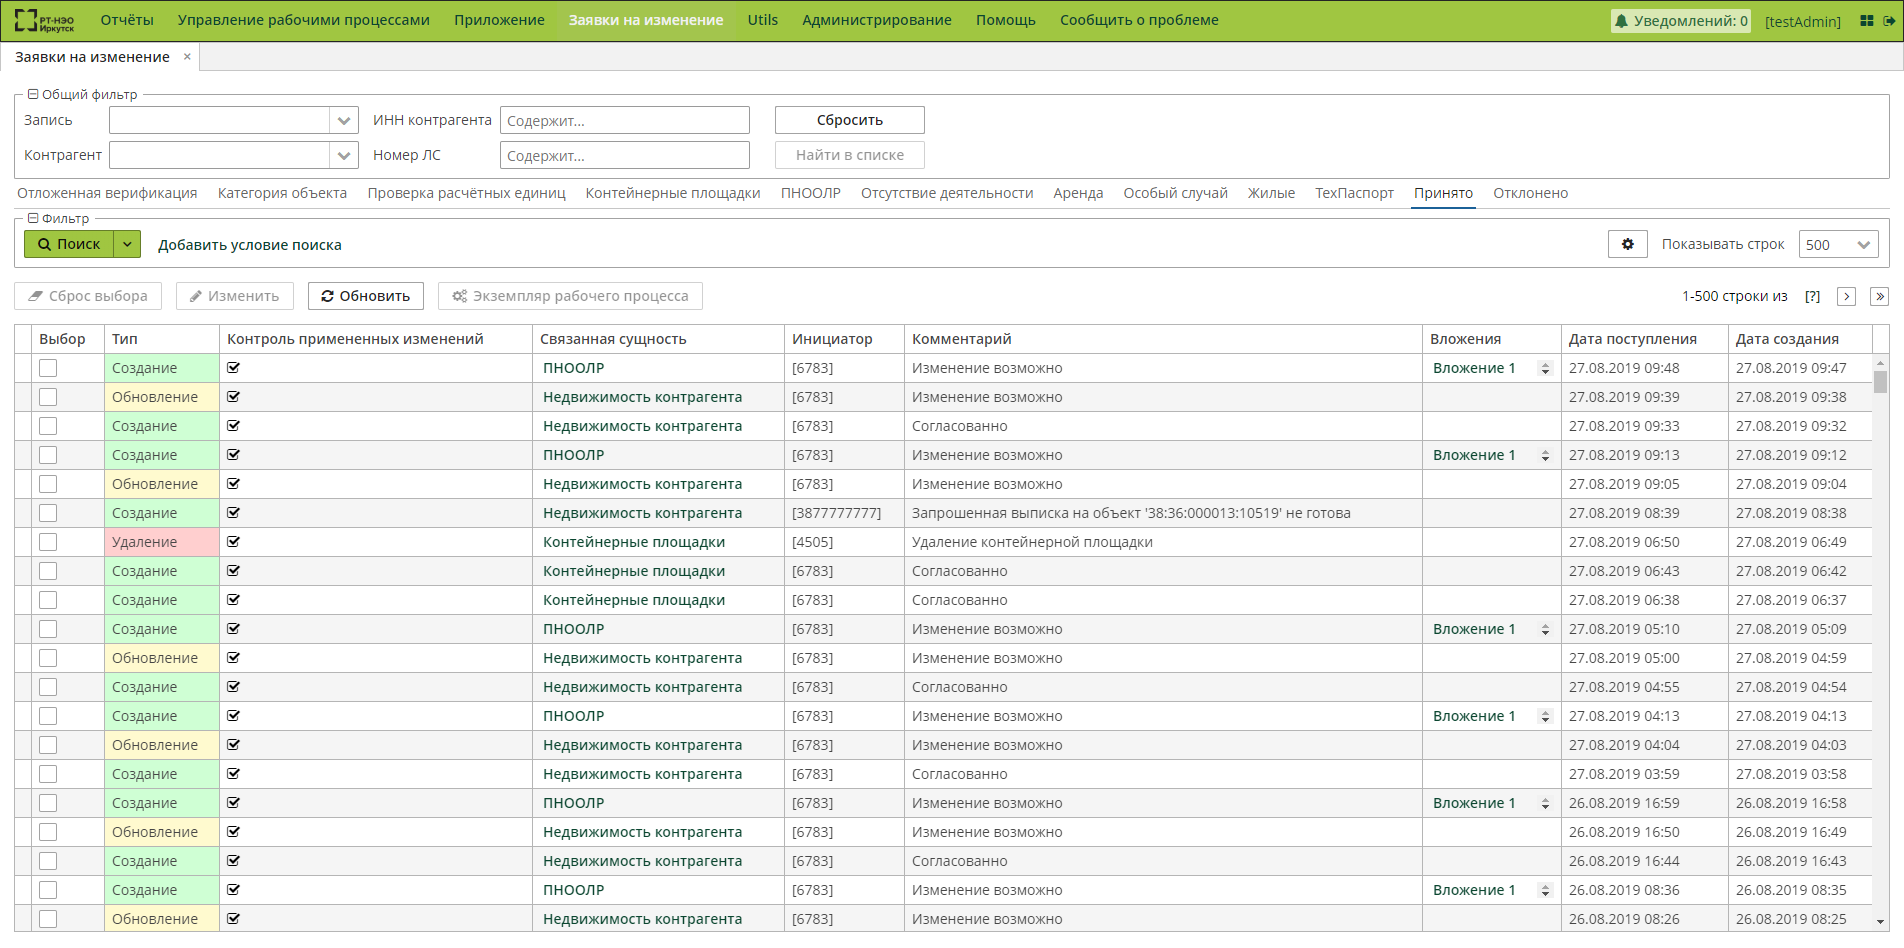 РТ-НЭО Иркутск Отчёты Управление рабочими процессами Приложение Заявки на изменение Utils Администрирование Помощь Сообщить о проблеме Уведомлений: 0 [testAdmin]
Заявки на изменение ×
Общий фильтр
Запись ИНН контрагента Содержит... Сбросить
Контрагент Номер ЛС Содержит... Найти в списке
Отложенная верификация Категория объекта Проверка расчётных единиц Контейнерные площадки ПНООЛР Отсутствие деятельности Аренда Особый случай Жилые ТехПаспорт Принято Отклонено
Фильтр
Поиск Добавить условие поиска Показывать строк 500
Сброс выбора Изменить Обновить Экземпляр рабочего процесса 1-500 строки из [?]
Выбор Тип Контроль примененных изменений Связанная сущность Инициатор Комментарий Вложения Дата поступления Дата создания
Создание ПНООЛР [6783] Изменение возможно Вложение 1 27.08.2019 09:48 27.08.2019 09:47
Обновление Недвижимость контрагента [6783] Изменение возможно 27.08.2019 09:39 27.08.2019 09:38
Создание Недвижимость контрагента [6783] Согласованно 27.08.2019 09:33 27.08.2019 09:32
Создание ПНООЛР [6783] Изменение возможно Вложение 1 27.08.2019 09:13 27.08.2019 09:12
Обновление Недвижимость контрагента [6783] Изменение возможно 27.08.2019 09:05 27.08.2019 09:04
Создание Недвижимость контрагента [3877777777] Запрошенная выписка на объект '38:36:000013:10519' не готова 27.08.2019 08:39 27.08.2019 08:38
Удаление Контейнерные площадки [4505] Удаление контейнерной площадки 27.08.2019 06:50 27.08.2019 06:49
Создание Контейнерные площадки [6783] Согласованно 27.08.2019 06:43 27.08.2019 06:42
Создание Контейнерные площадки [6783] Согласованно 27.08.2019 06:38 27.08.2019 06:37
Создание ПНООЛР [6783] Изменение возможно Вложение 1 27.08.2019 05:10 27.08.2019 05:09
Обновление Недвижимость контрагента [6783] Изменение возможно 27.08.2019 05:00 27.08.2019 04:59
Создание Недвижимость контрагента [6783] Согласованно 27.08.2019 04:55 27.08.2019 04:54
Создание ПНООЛР [6783] Изменение возможно Вложение 1 27.08.2019 04:13 27.08.2019 04:13
Обновление Недвижимость контрагента [6783] Изменение возможно 27.08.2019 04:04 27.08.2019 04:03
Создание Недвижимость контрагента [6783] Согласованно 27.08.2019 03:59 27.08.2019 03:58
Создание ПНООЛР [6783] Изменение возможно Вложение 1 26.08.2019 16:59 26.08.2019 16:58
Обновление Недвижимость контрагента [6783] Изменение возможно 26.08.2019 16:50 26.08.2019 16:49
Создание Недвижимость контрагента [6783] Согласованно 26.08.2019 16:44 26.08.2019 16:43
Создание ПНООЛР [6783] Изменение возможно Вложение 1 26.08.2019 08:36 26.08.2019 08:35
Обновление Недвижимость контрагента [6783] Изменение возможно 26.08.2019 08:26 26.08.2019 08:25